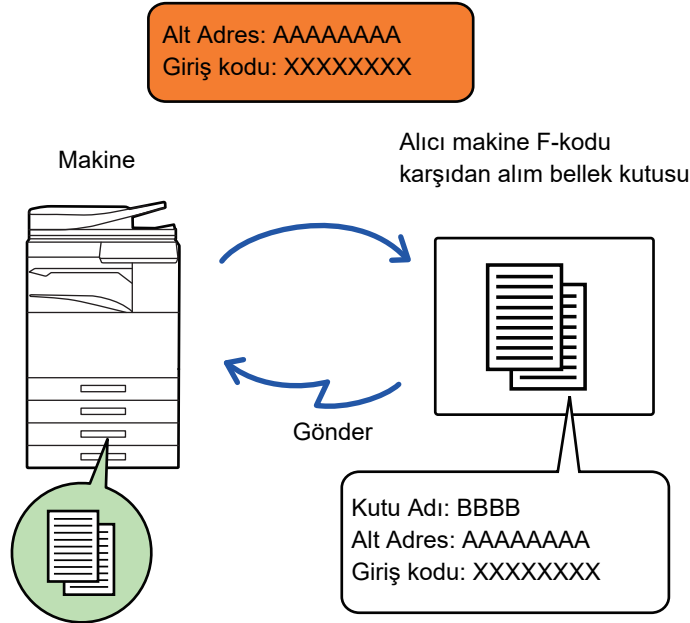 Alt Adres: AAAAAAAA
Giriş kodu: XXXXXXXX
Makine
Alıcı makine F-kodu
karşıdan alım bellek kutusu
Gönder
Kutu Adı: BBBB
Alt Adres: AAAAAAAA
Giriş kodu: XXXXXXXX